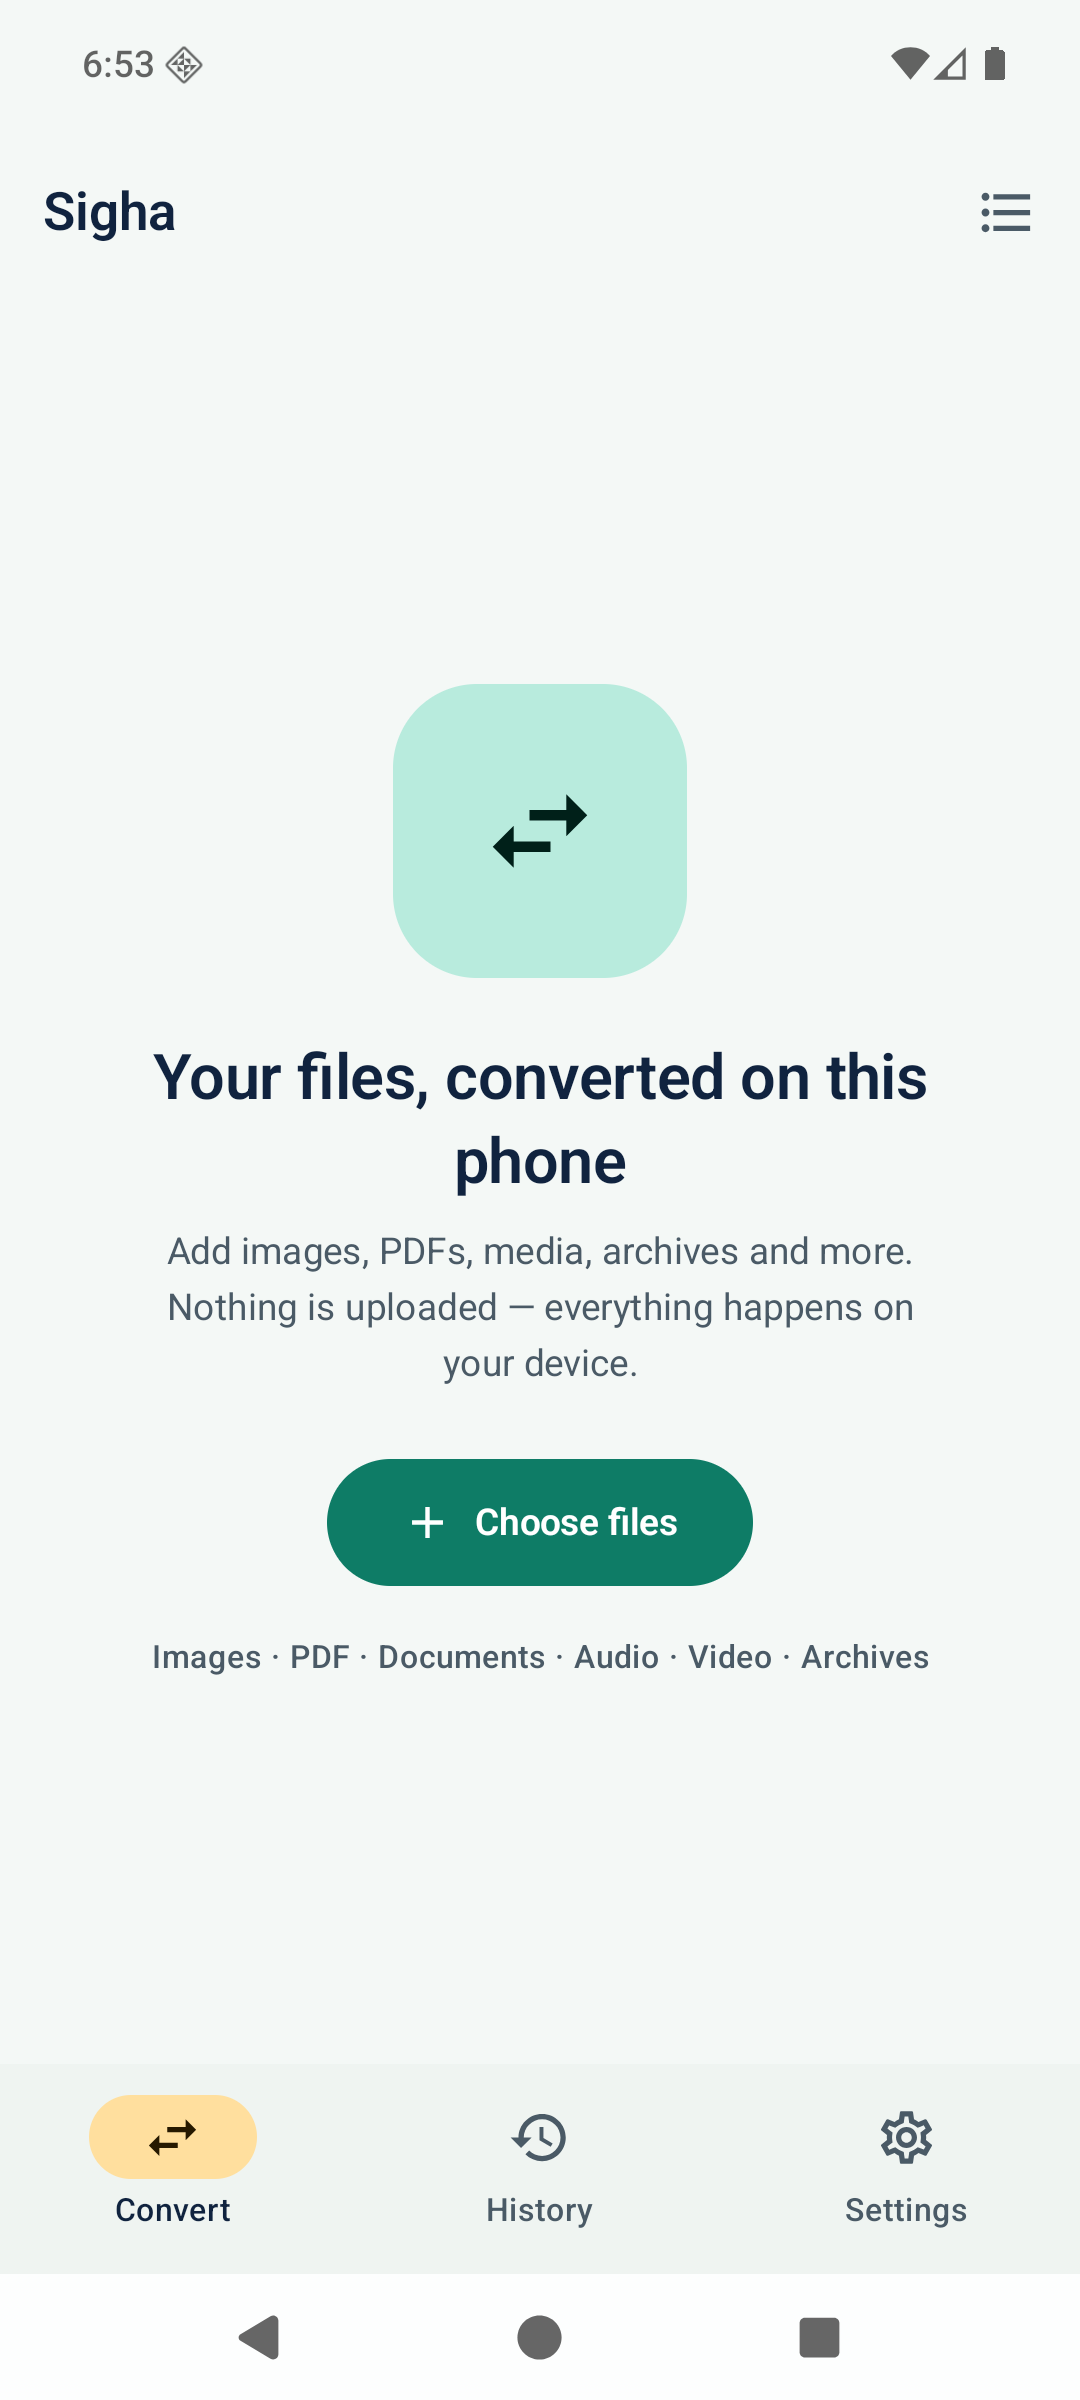 6:53
Sigha
Your files, converted on this
phone
Add images, PDFs, media, archives and more.
Nothing is uploaded — everything happens on
your device.
Choose files
Images · PDF · Documents · Audio · Video · Archives
Convert
History
Settings